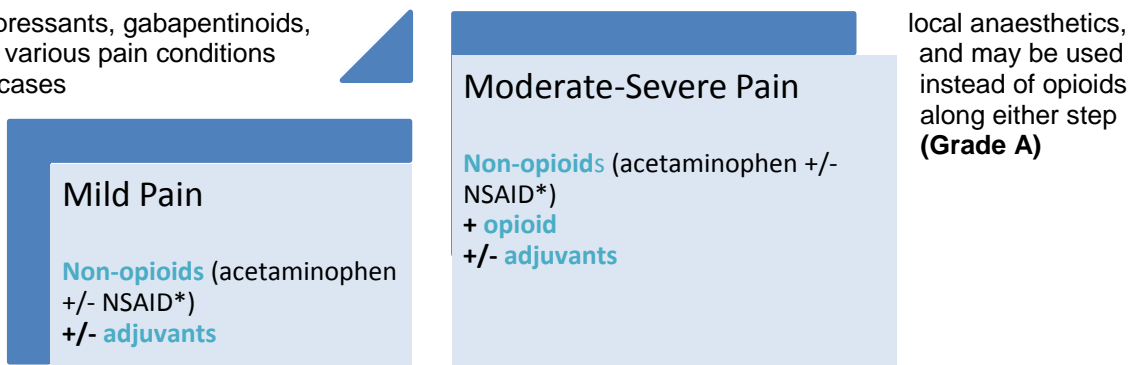 pressants, gabapentinoids,
various pain conditions
cases
local anaesthetics,
and may be used
instead of opioids
along either step
(Grade A)
Mild Pain
Non-opioids (acetaminophen
+/- NSAID*)
+/- adjuvants
Moderate-Severe Pain
Non-opioids (acetaminophen +/-
NSAID*)
+ opioid
+/- adjuvants